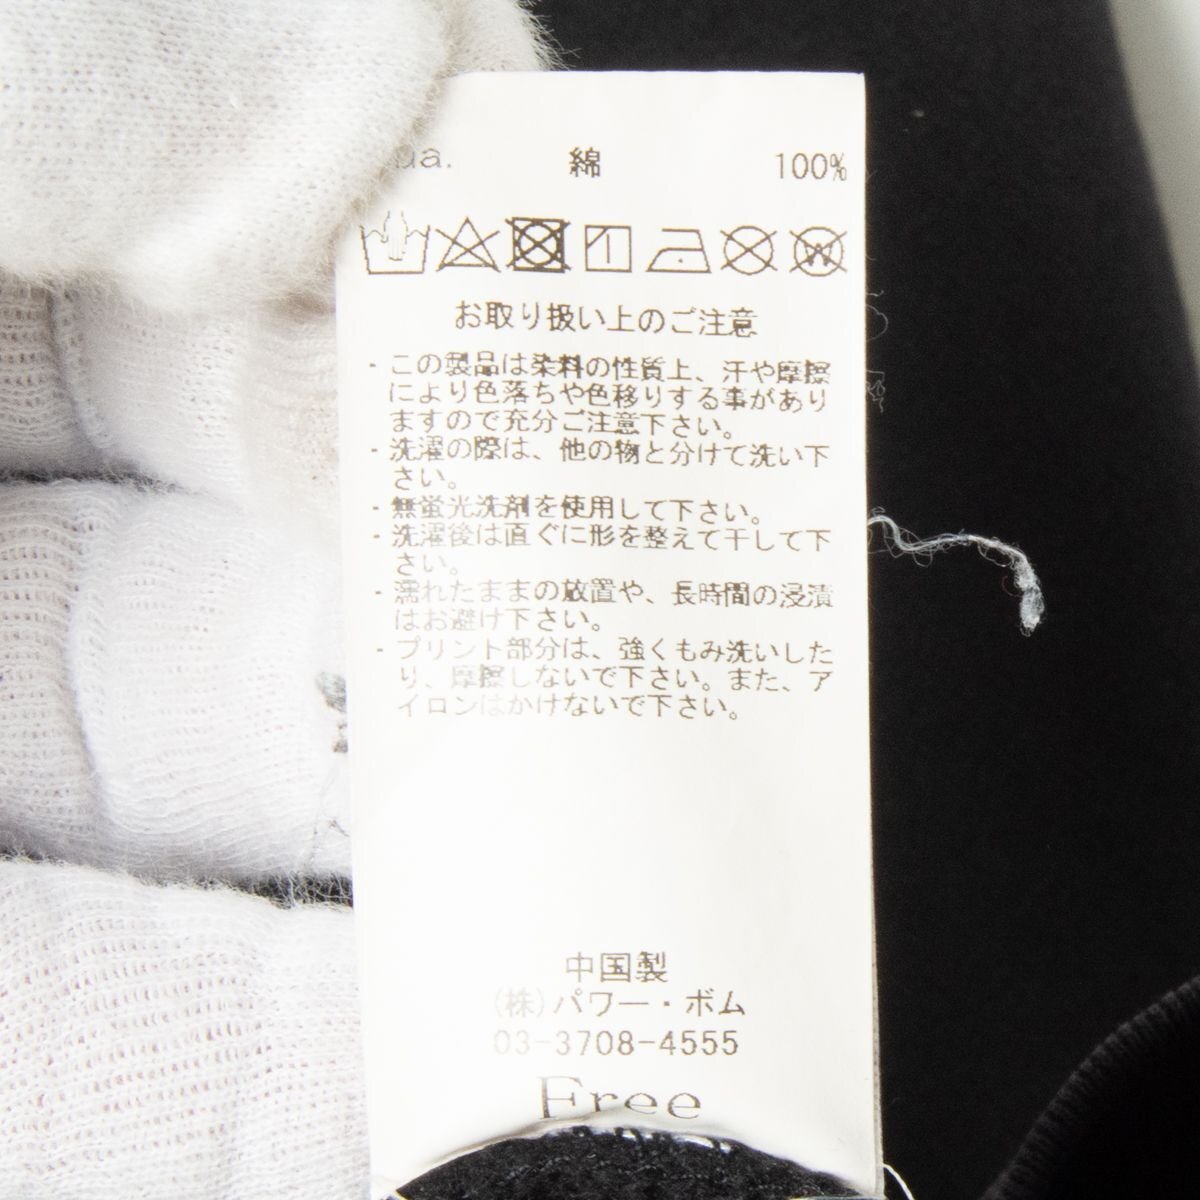 綿 100%
お取り扱い上のご注意
・この製品は染料の性質上、汗や摩擦
により色落ちや色移りする事があり
ますので充分ご注意下さい。
・洗濯の際は、他の物と分けて洗い下
さい。
・無蛍光洗剤を使用して下さい。
・洗濯後は直ぐに形を整えて干して下
さい。
・濡れたままの放置や、長時間の浸漬
はお避け下さい。
・プリント部分は、強くもみ洗いした
り、摩擦しないで下さい。また、ア
イロンはかけないで下さい。
中国製
(株)パワー・ボム
03-3708-4555
Free